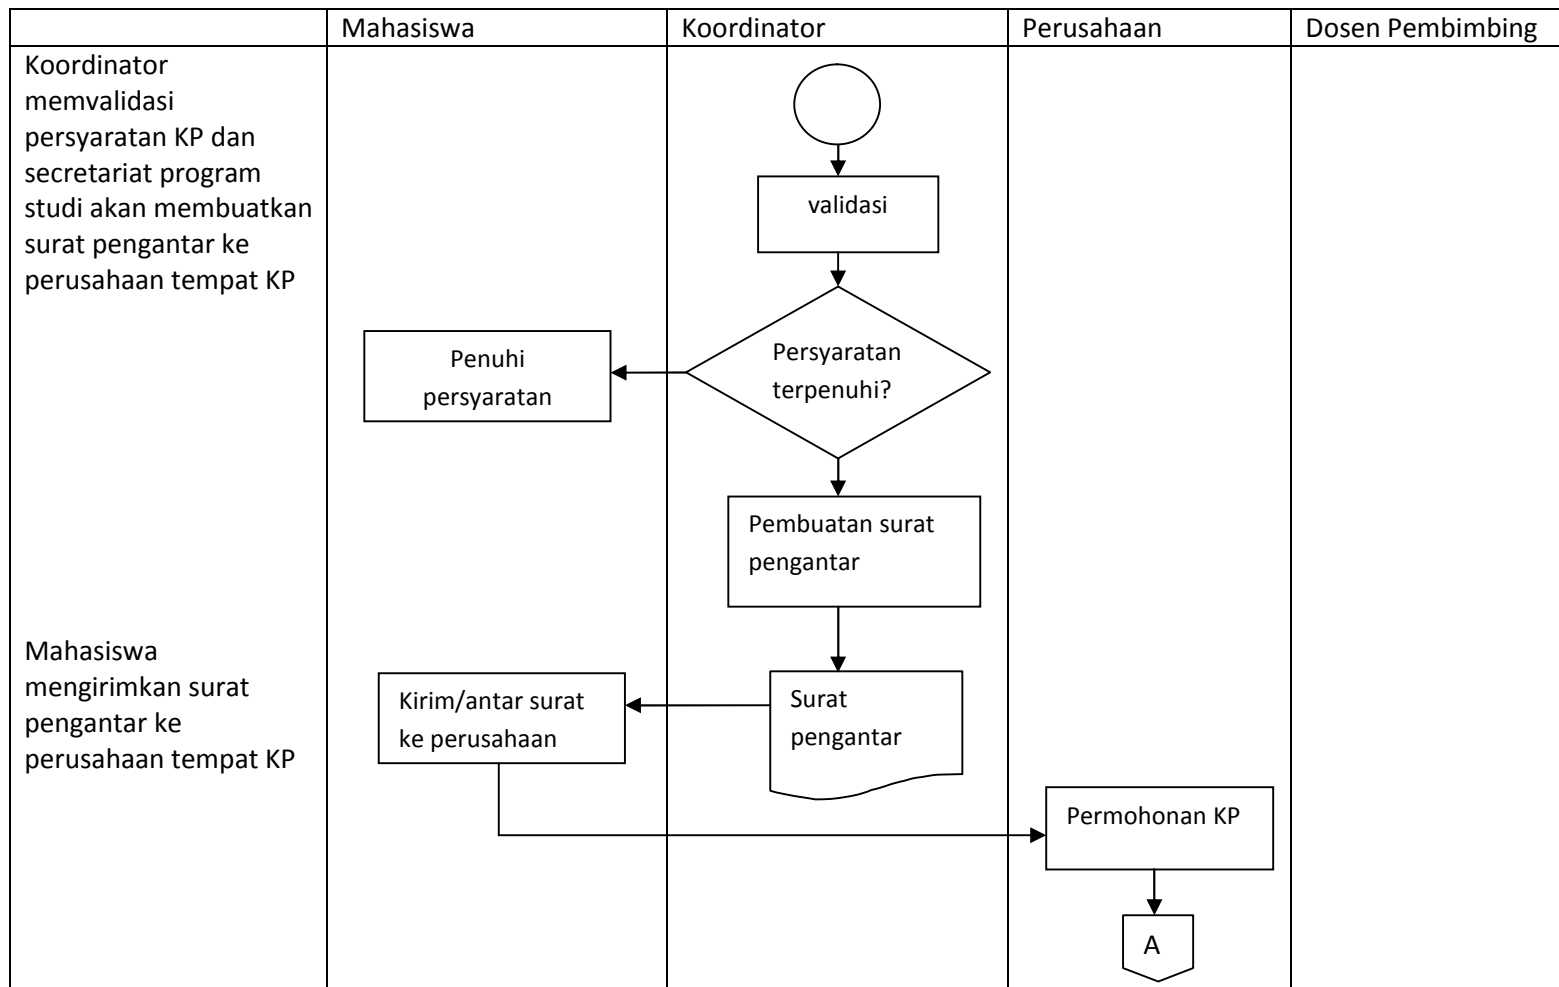 Mahasiswa
Koordinator
Perusahaan
Dosen Pembimbing
Koordinator
memvalidasi
persyaratan KP dan
secretariat program
studi akan membuatkan
surat pengantar ke
perusahaan tempat KP
validasi
Persyaratan
terpenuhi?
Penuhi
persyaratan
Pembuatan surat
pengantar
Mahasiswa
mengirimkan surat
pengantar ke
perusahaan tempat KP
Kirim/antar surat
ke perusahaan
Surat
pengantar
Permohonan KP
A